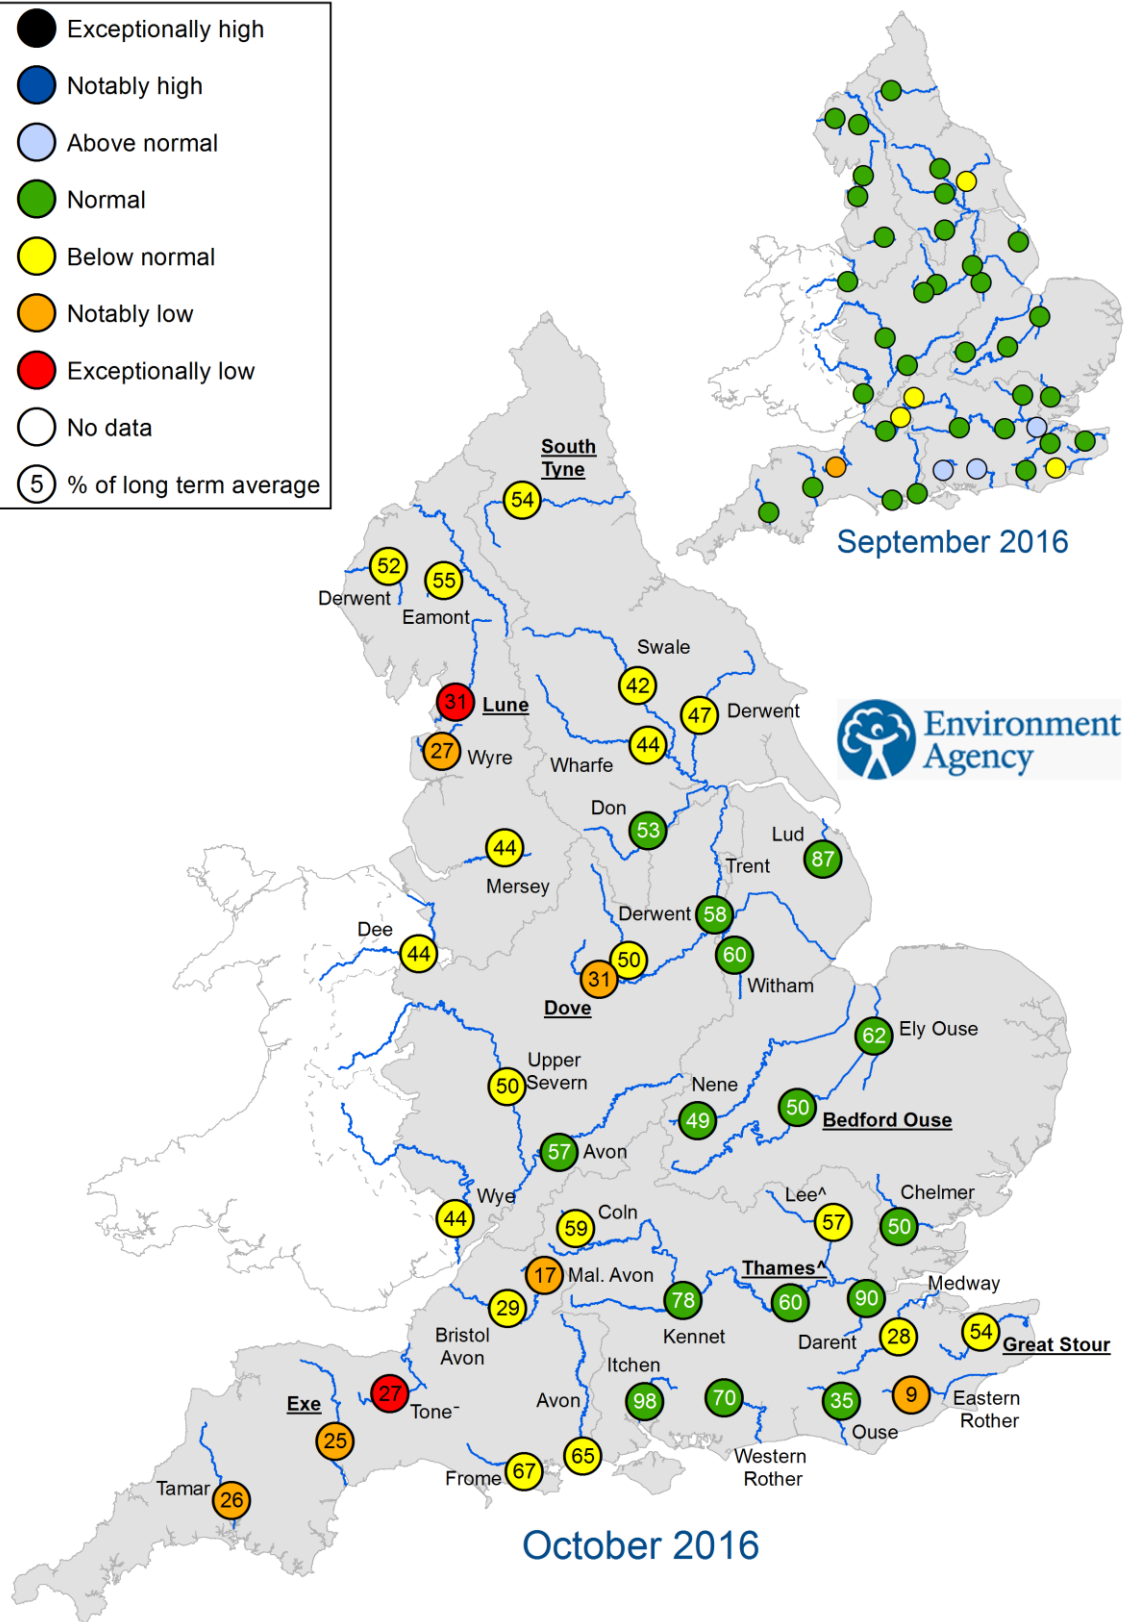 Exceptionally high
Notably high
Above normal
Normal
Below normal
Notably low
Exceptionally low
No data
5 % of long term average
September 2016
South
Tyne
54
52
Derwent
55
Eamont
Swale
42
47
Derwent
31
Lune
27
Wyre
44
Wharfe
Environment
Agency
Don
53
Lud
87
44
Mersey
Trent
Derwent
58
Dee
44
50
31
Dove
60
Witham
62
Ely Ouse
Upper
Severn
50
Nene
49
50
Bedford Ouse
57
Avon
Wye
44
Coln
59
Lee^
57
Chelmer
50
17
Mal. Avon
29
Bristol
Avon
78
Kennet
Thames^
60
90
Darent
Medway
28
54
Great Stour
27
Tone-
Exe
25
Itchen
98
Avon
65
70
Western
Rother
35
Ouse
9
Eastern
Rother
Frome
67
Tamar
26
October 2016